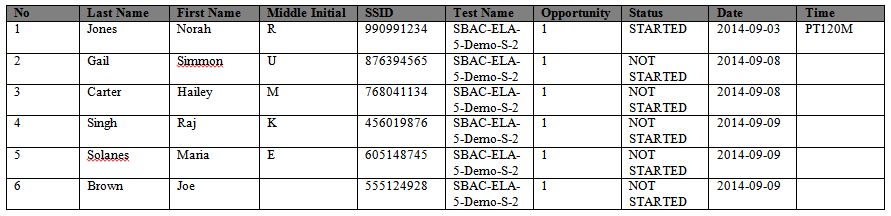 No Last Name First Name Middle Initial SSID Test Name Opportunity Status Date Time
1 Jones Norah R 990991234 SBAC-ELA- 1 STARTED 2014-09-03 PT120M
5-Demo-S-2
2 Gail Simmon U 876394565 SBAC-ELA- 1 NOT 2014-09-08
5-Demo-S-2 STARTED
3 Carter Hailey M 768041134 SBAC-ELA- 1 NOT 2014-09-08
5-Demo-S-2 STARTED
4 Singh Raj K 456019876 SBAC-ELA- 1 NOT 2014-09-09
5-Demo-S-2 STARTED
5 Solanes Maria E 605148745 SBAC-ELA- 1 NOT 2014-09-09
5-Demo-S-2 STARTED
6 Brown Joe 555124928 SBAC-ELA- 1 NOT 2014-09-09
5-Demo-S-2 STARTED